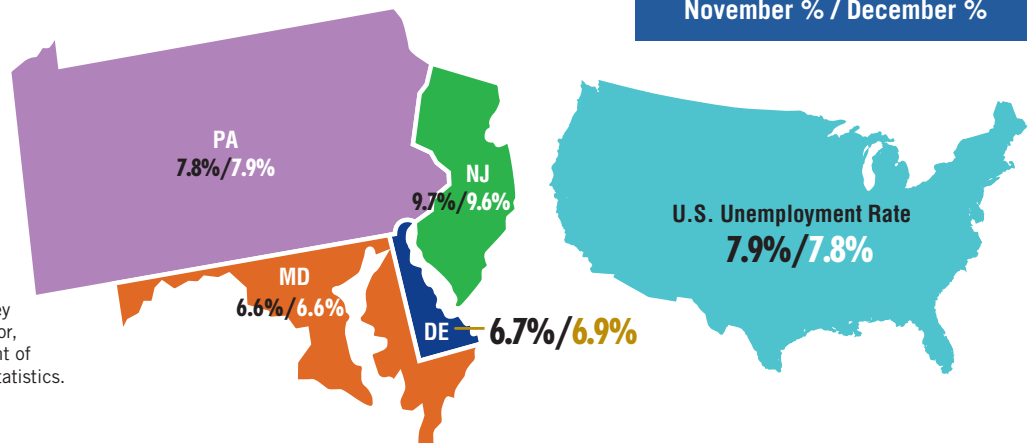 November % / December %
PA
7.8%/7.9%
NJ
9.7%/9.6%
U.S. Unemployment Rate
7.9%/7.8%
MD
6.6%/6.6%
DE
6.7%/6.9%
of
tatistics.